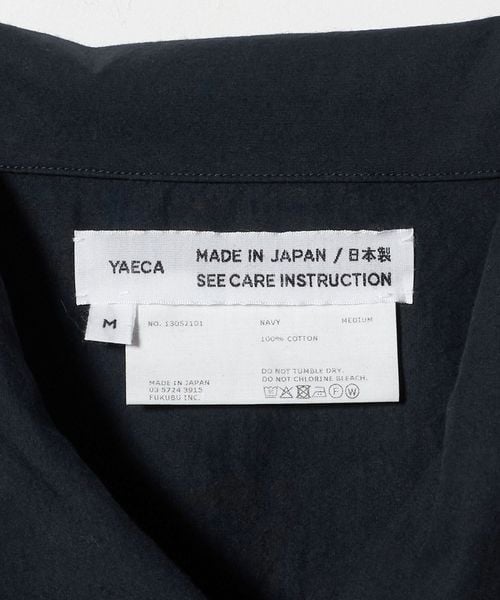 YAECA
MADE IN JAPAN / 日本製
SEE CARE INSTRUCTION
M
NO. 130S2101 NAVY MEDIUM
100% COTTON
DO NOT TUMBLE DRY.
DO NOT CHLORINE BLEACH.
MADE IN JAPAN
03 5724 3915
FUKUBU INC.
F W